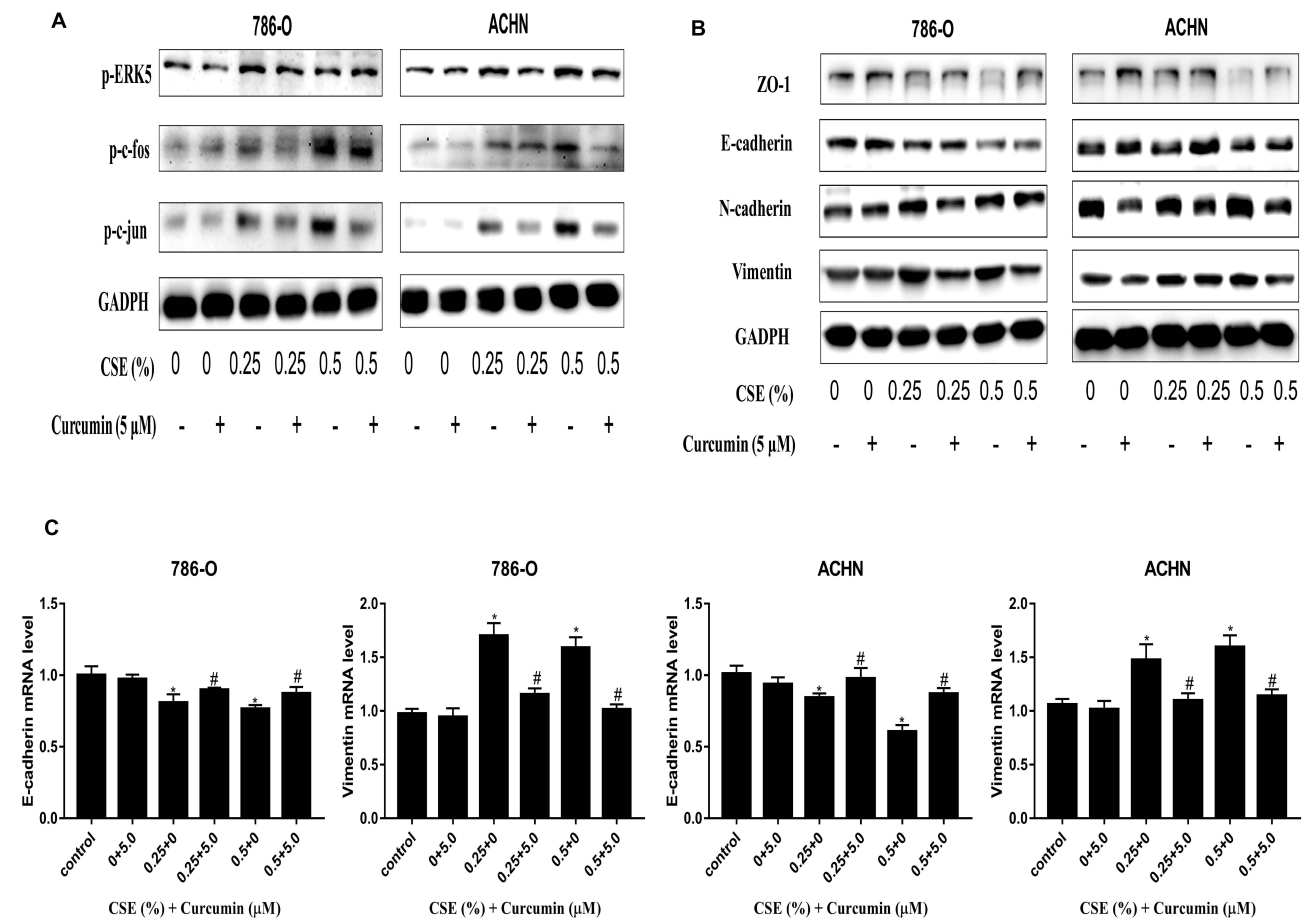 A
786-O ACHN
p-ERK5
p-c-fos
p-c-jun
GADPH
CSE (%) 0 0 0.25 0.25 0.5 0.5 0 0 0.25 0.25 0.5 0.5
Curcumin (5 μM) - + - + - + - + - + - +
B
786-O ACHN
ZO-1
E-cadherin
N-cadherin
Vimentin
GADPH
CSE (%) 0 0 0.25 0.25 0.5 0.5 0 0 0.25 0.25 0.5 0.5
Curcumin (5 μM) - + - + - + - + - + - +
C
786-O
E-cadherin mRNA level
1.5
1.0
0.5
0.0
* # * #
control 0+5.0 0.25+0 0.25+5.0 0.5+0 0.5+5.0
CSE (%) + Curcumin (μM)
786-O
Vimentin mRNA level
2.0
1.5
1.0
0.5
0.0
* # * #
control 0+5.0 0.25+0 0.25+5.0 0.5+0 0.5+5.0
CSE (%) + Curcumin (μM)
ACHN
E-cadherin mRNA level
1.5
1.0
0.5
0.0
* # * #
control 0+5.0 0.25+0 0.25+5.0 0.5+0 0.5+5.0
CSE (%) + Curcumin (μM)
ACHN
Vimentin mRNA level
2.0
1.5
1.0
0.5
0.0
* # * #
control 0+5.0 0.25+0 0.25+5.0 0.5+0 0.5+5.0
CSE (%) + Curcumin (μM)